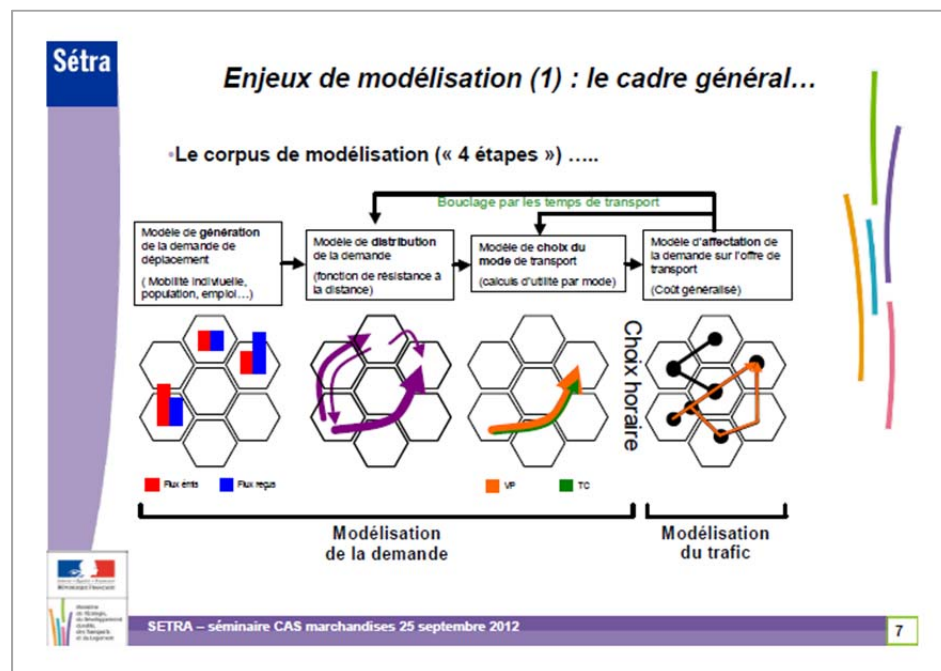 Sétra
Enjeux de modélisation (1) : le cadre général…
•Le corpus de modélisation (« 4 étapes ») …..
Bouclage par les temps de transport
Modèle de génération
de la demande de
déplacement
( Mobilité indiviuelle,
population, emploi…)
Modèle de distribution
de la demande
(fonction de résistance à
la distance)
Modèle de choix du
mode de transport
(calculs d'utilité par mode)
Modèle d'affectation de
la demande sur l'offre de
transport
(Coût généralisé)
Choix horaire
Flux émis
Flux reçus
VP
TC
Modélisation
de la demande
Modélisation
du trafic
RÉPUBLIQUE FRANÇAISE
SETRA – séminaire CAS marchandises 25 septembre 2012
7